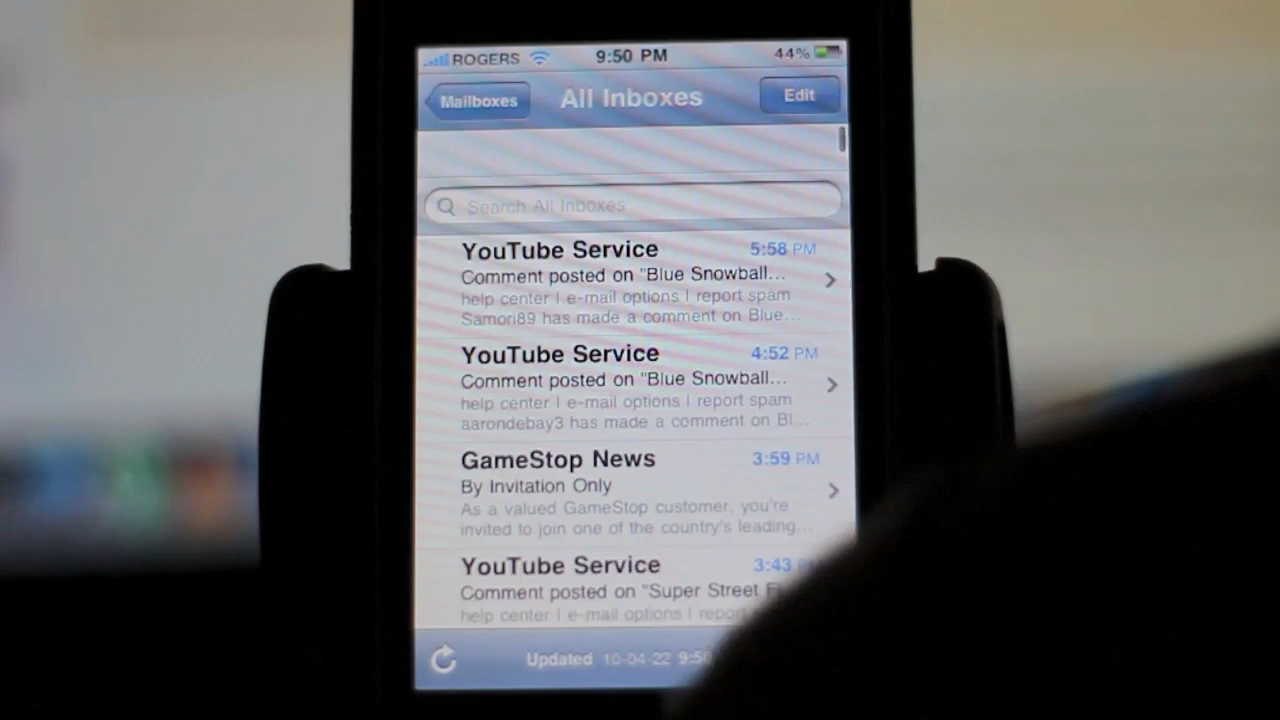 ROGERS 9:50 PM 44%
Mailboxes All Inboxes Edit
Search All Inboxes
YouTube Service 5:58 PM
Comment posted on "Blue Snowball...
help center | e-mail options | report spam
Samori89 has made a comment on Blue...
YouTube Service 4:52 PM
Comment posted on "Blue Snowball...
help center | e-mail options | report spam
aarondebay3 has made a comment on Bl...
GameStop News 3:59 PM
By Invitation Only
As a valued GameStop customer, you're
invited to join one of the country's leading...
YouTube Service 3:43
Comment posted on "Super Street
help center | e-mail options | report
Updated 10-04-22 9:50